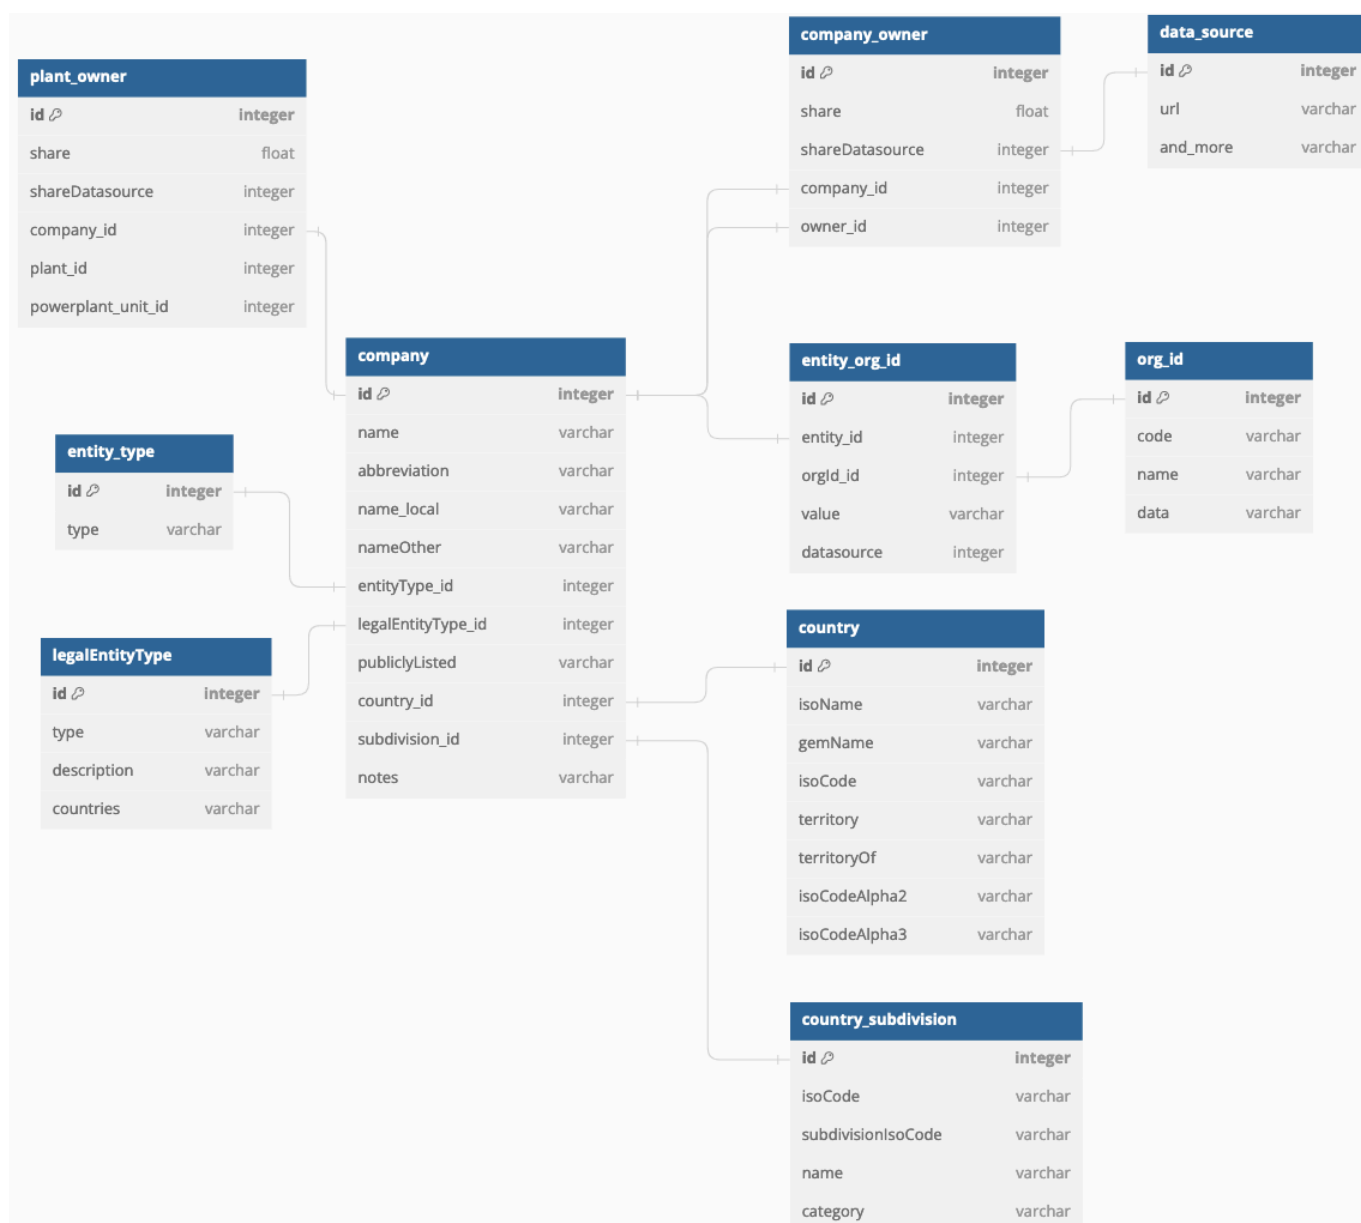 plant_owner
id integer
share float
shareDatasource integer
company_id integer
plant_id integer
powerplant_unit_id integer
company_owner
id integer
share float
shareDatasource integer
company_id integer
owner_id integer
data_source
id integer
url varchar
and_more varchar
company
id integer
name varchar
abbreviation varchar
name_local varchar
nameOther varchar
entityType_id integer
legalEntityType_id integer
publiclyListed varchar
country_id integer
subdivision_id integer
notes varchar
entity_type
id integer
type varchar
legalEntityType
id integer
type varchar
description varchar
countries varchar
entity_org_id
id integer
entity_id integer
orgId_id integer
value varchar
datasource integer
org_id
id integer
code varchar
name varchar
data varchar
country
id integer
isoName varchar
gemName varchar
isoCode varchar
territory varchar
territoryOf varchar
isoCodeAlpha2 varchar
isoCodeAlpha3 varchar
country_subdivision
id integer
isoCode varchar
subdivisionIsoCode varchar
name varchar
category varchar